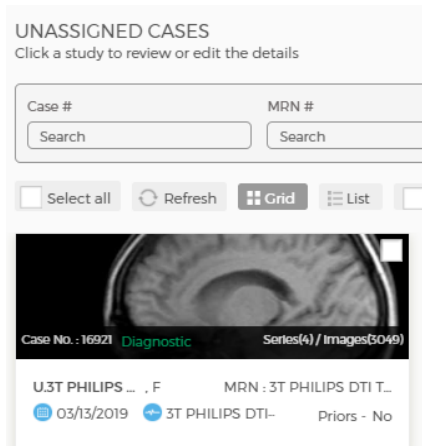 UNASSIGNED CASES
Click a study to review or edit the details
Case # MRN #
Search Search
Select all Refresh Grid List
Case No. : 16921 Diagnostic Series(4) / Images(3049)
U.3T PHILIPS ... , F MRN : 3T PHILIPS DTI T...
03/13/2019 3T PHILIPS DTI-- Priors - No